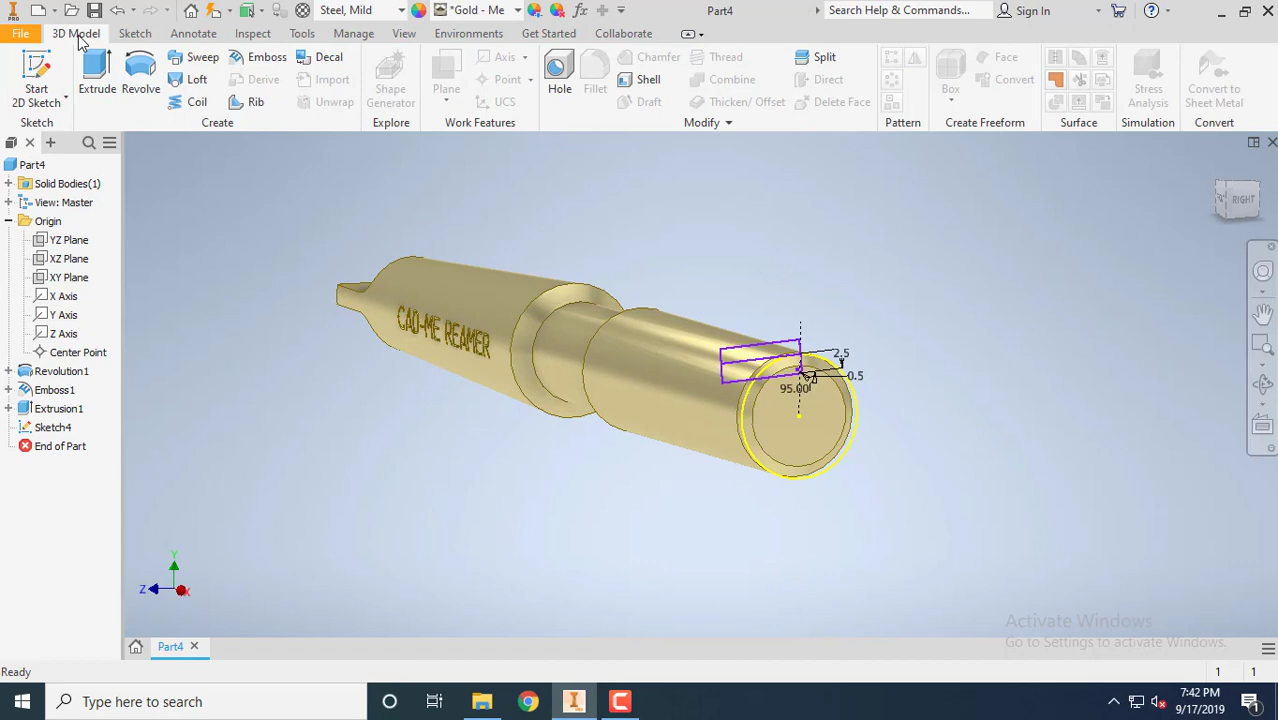 Steel, Mild
*Gold - Me
Part4
Search Help & Commands...
Sign In
File
3D Model
Sketch
Annotate
Inspect
Tools
Manage
View
Environments
Get Started
Collaborate
Start
2D Sketch
Extrude
Revolve
Sweep
Loft
Coil
Emboss
Derive
Rib
Decal
Import
Unwrap
Shape
Generator
Plane
Axis
Point
UCS
Hole
Fillet
Chamfer
Shell
Draft
Thread
Combine
Thicken/ Offset
Split
Direct
Delete Face
Box
Face
Convert
Stress
Analysis
Convert to
Sheet Metal
Sketch
Create
Explore
Work Features
Modify
Pattern
Create Freeform
Surface
Simulation
Convert
Part4
Solid Bodies(1)
View: Master
Origin
YZ Plane
XZ Plane
XY Plane
X Axis
Y Axis
Z Axis
Center Point
Revolution1
Emboss1
Extrusion1
Sketch4
End of Part
RIGHT
CAD-ME REAMER
2.5
0.5
95.00
Y
Z
X
Activate Windows
Go to Settings to activate Windows.
Part4
Ready
1
1
Type here to search
7:42 PM
9/17/2019